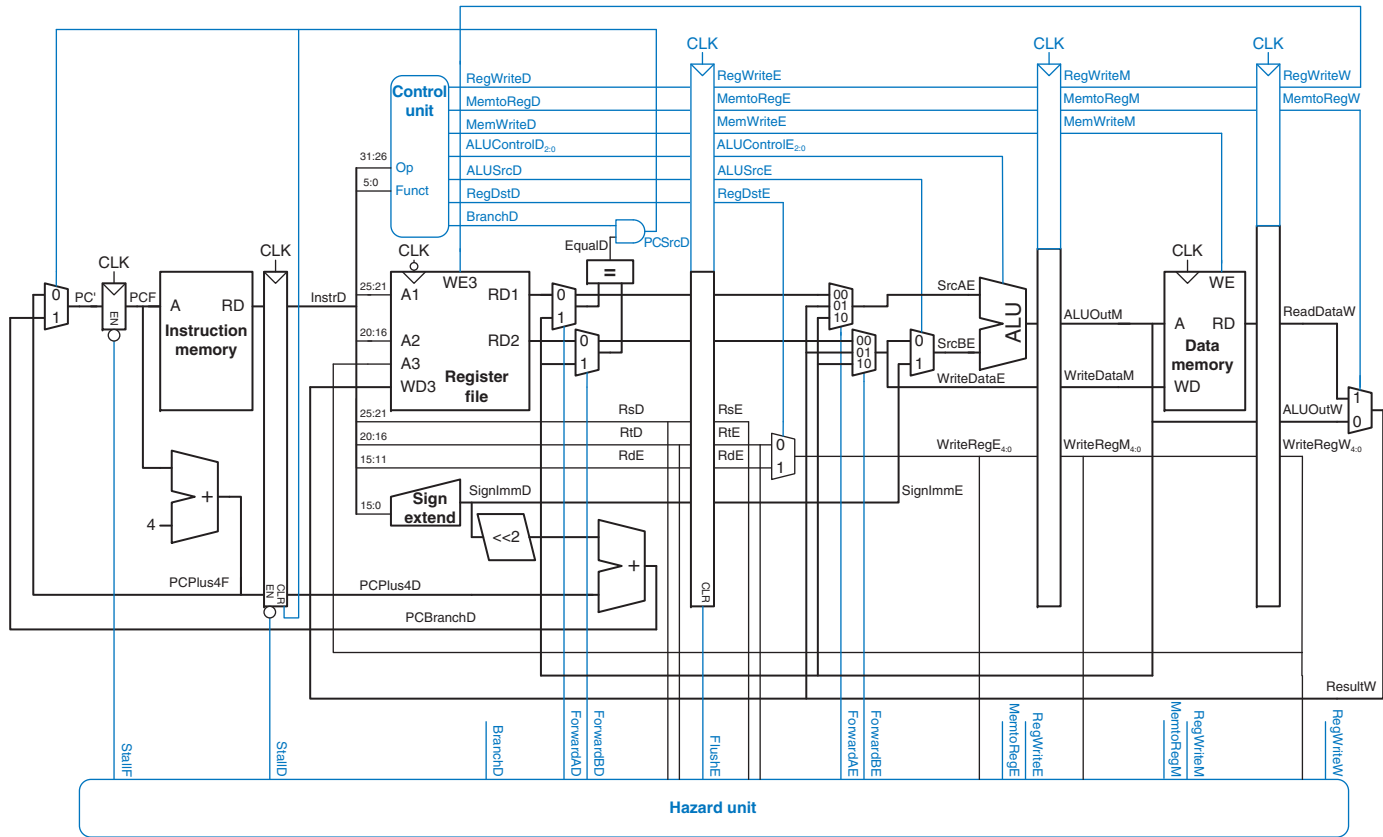 CLK
CLK
CLK
Control unit
RegWriteD
RegWriteE
RegWriteM
RegWriteW
MemtoRegD
MemtoRegE
MemtoRegM
MemtoRegW
MemWriteD
MemWriteE
MemWriteM
ALUControlD2:0
ALUControlE2:0
31:26
Op
ALUSrcD
ALUSrcE
5:0
Funct
RegDstD
RegDstE
BranchD
EqualD
PCSrcD
CLK
CLK
CLK
=
0
1
PC'
EN
PCF
A
RD
Instruction memory
InstrD
25:21
A1
WE3
RD1
0
1
00
01
10
SrcAE
ALU
ALUOutM
WE
A
RD
Data memory
WD
ReadDataW
20:16
A2
RD2
0
1
00
01
10
0
1
SrcBE
A3
WD3
Register file
WriteDataE
WriteDataM
ALUOutW
1
0
25:21
RsD
RsE
20:16
RtD
RtE
0
1
WriteRegE4:0
WriteRegM4:0
WriteRegW4:0
15:11
RdE
RdE
15:0
Sign extend
SignImmD
SignImmE
+
4
<<2
+
PCPlus4F
EN
CLR
PCPlus4D
CLR
PCBranchD
ResultW
StallF
StallD
BranchD
ForwardAD
ForwardBD
FlushE
ForwardAE
ForwardBE
MemtoRegE
RegWriteE
MemtoRegM
RegWriteM
RegWriteW
Hazard unit